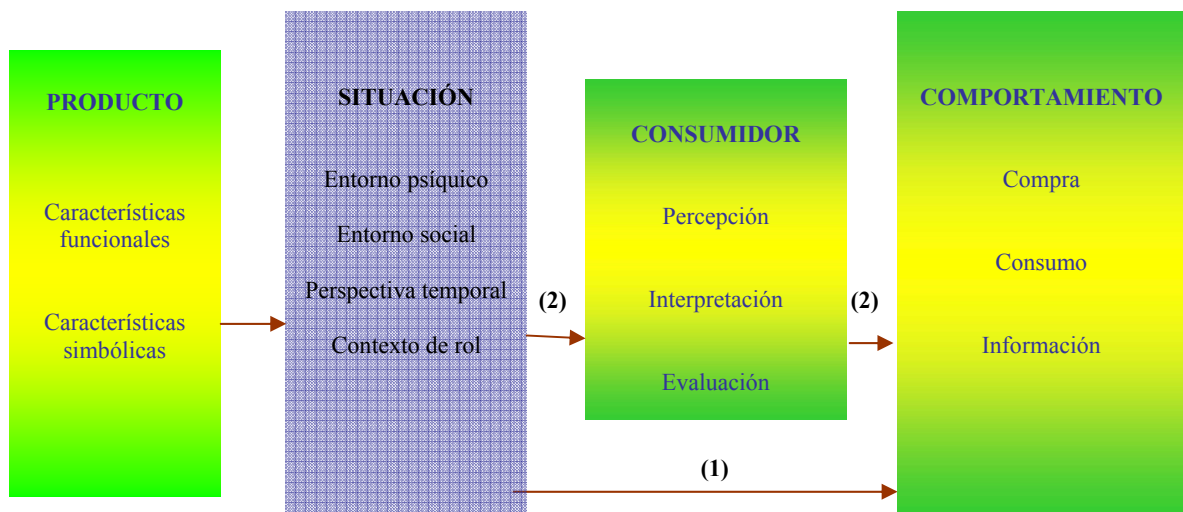 PRODUCTO
Características
funcionales
Características
simbólicas
SITUACIÓN
Entorno psíquico
Entorno social
Perspectiva temporal
Contexto de rol
(2)
CONSUMIDOR
Percepción
Interpretación
Evaluación
(2)
(1)
COMPORTAMIENTO
Compra
Consumo
Información